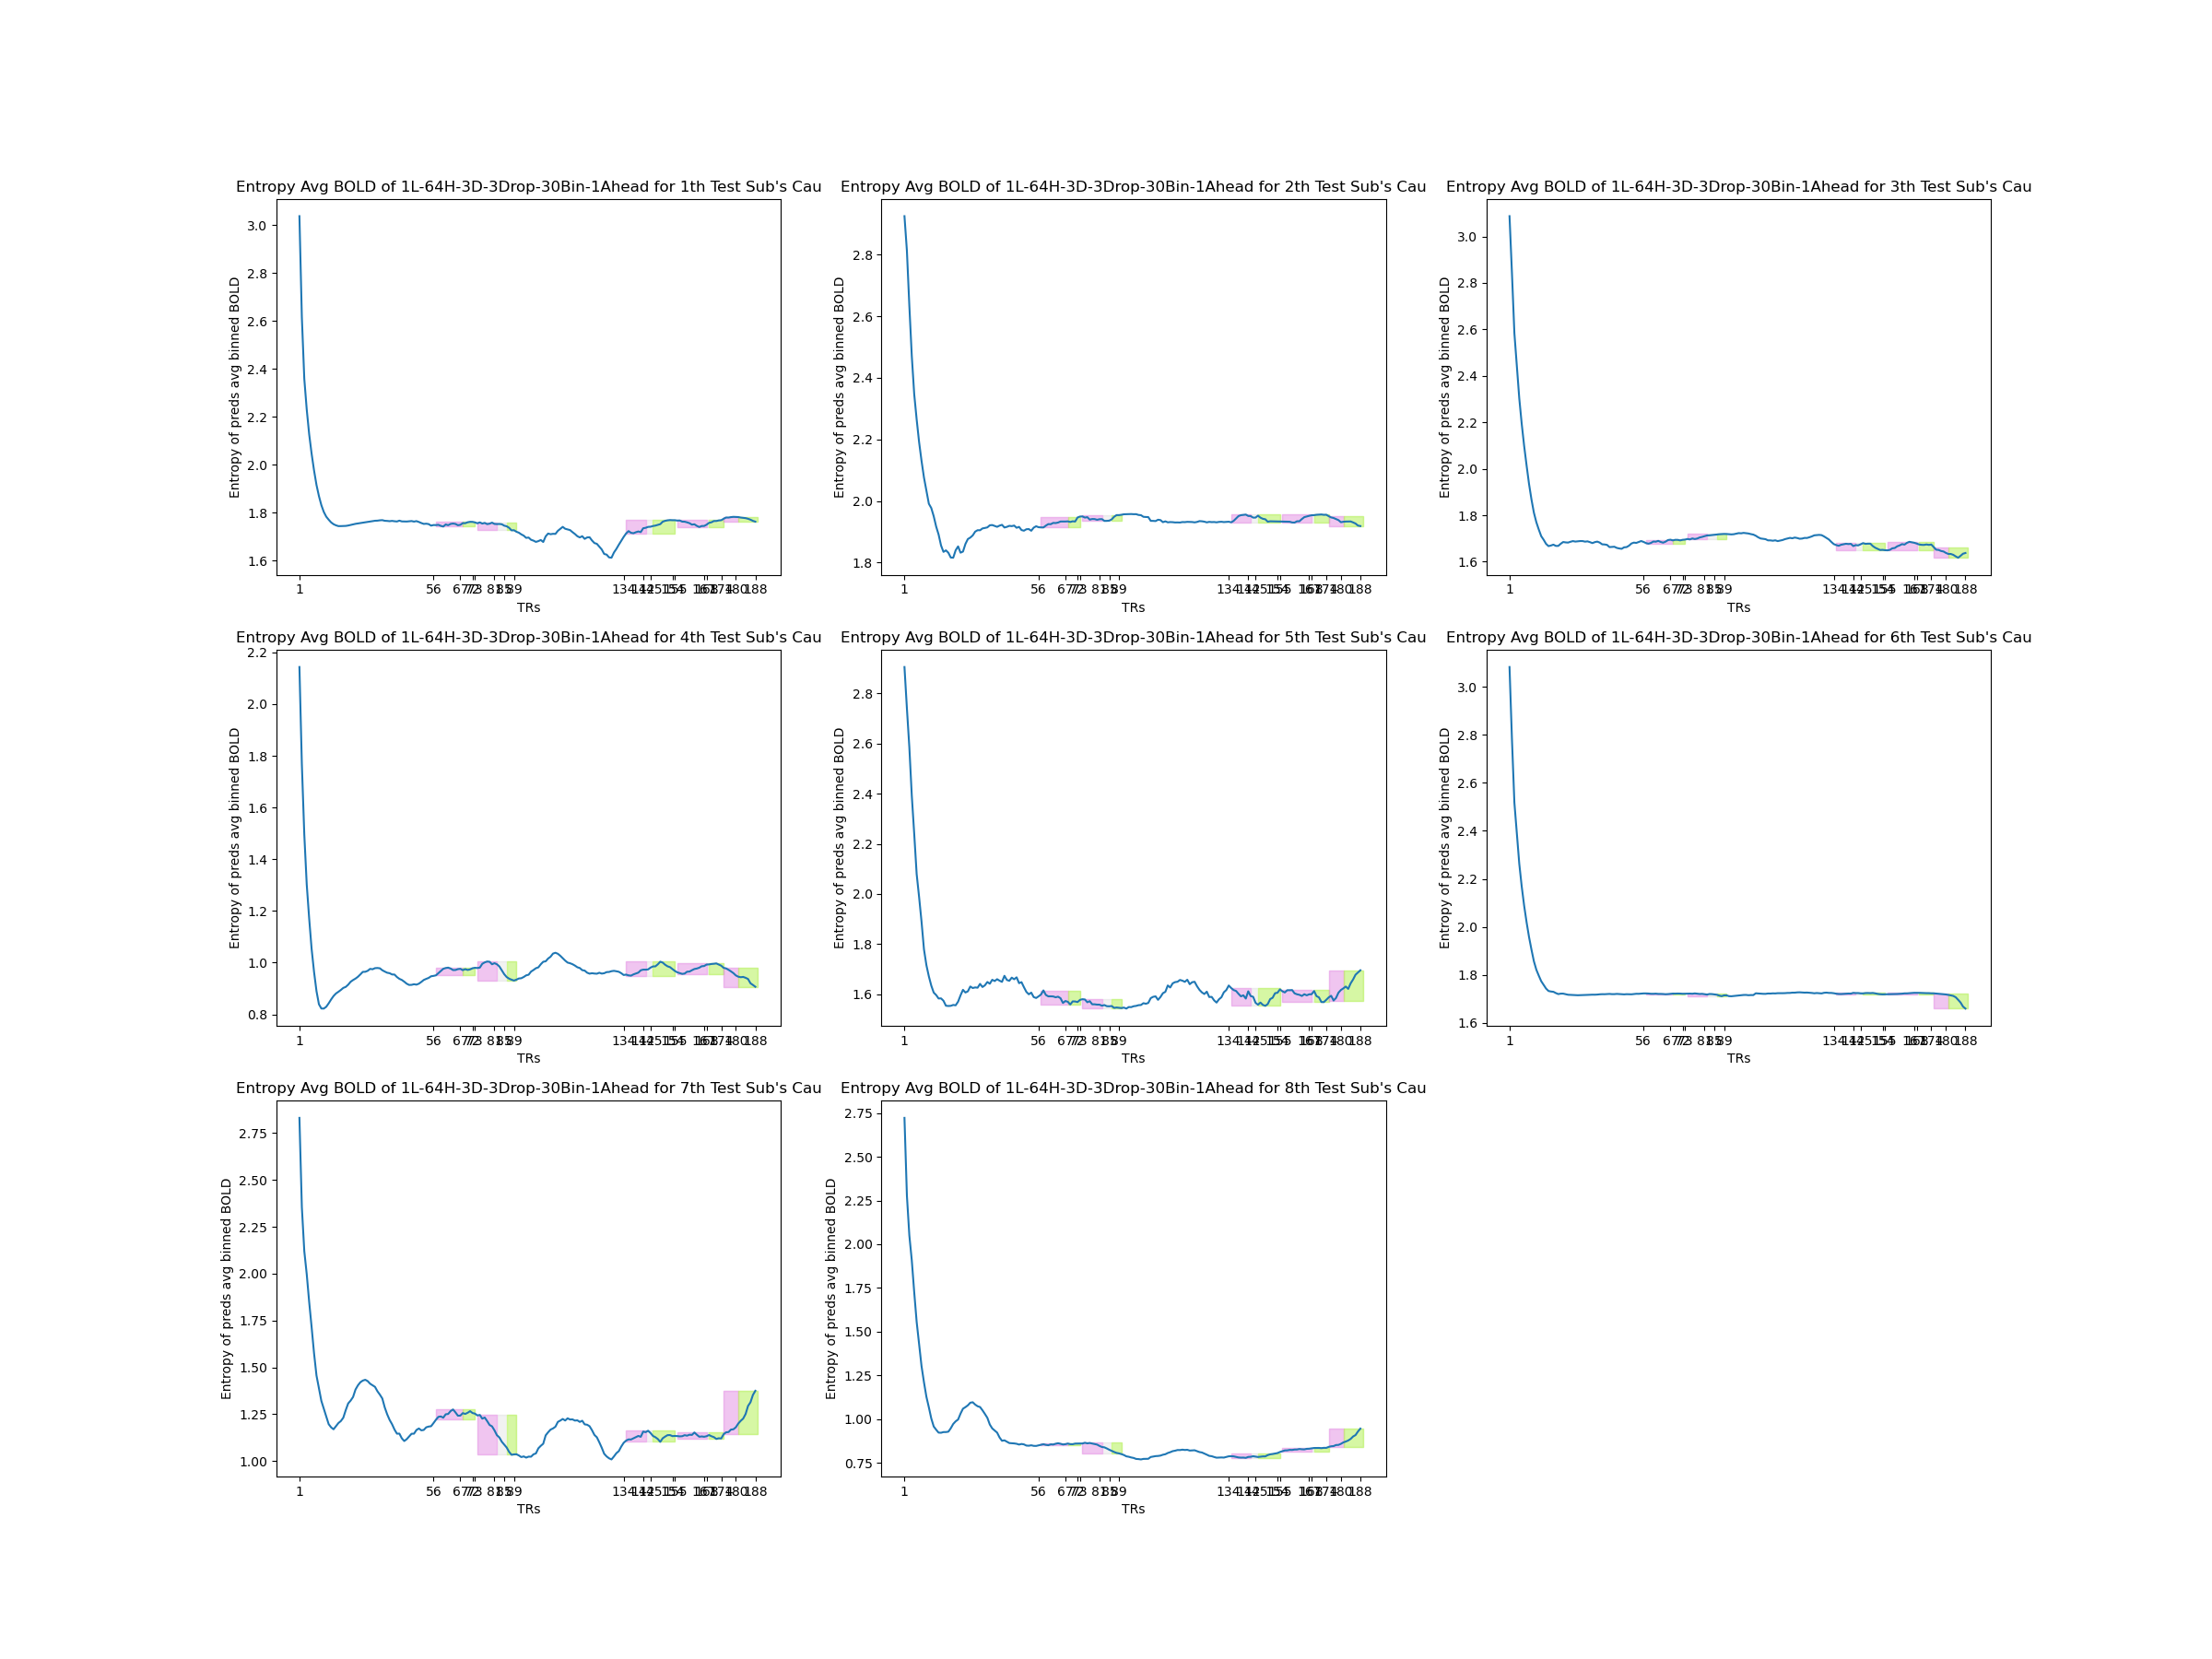 Entropy Avg BOLD of 1L-64H-3D-3Drop-30Bin-1Ahead for 1th Test Sub's Cau
Entropy of preds avg binned BOLD
3.0
2.8
2.6
2.4
2.2
2.0
1.8
1.6
1 56 81 89 134 188
TRs
Entropy Avg BOLD of 1L-64H-3D-3Drop-30Bin-1Ahead for 2th Test Sub's Cau
Entropy of preds avg binned BOLD
2.8
2.6
2.4
2.2
2.0
1.8
1 56 81 89 134 188
TRs
Entropy Avg BOLD of 1L-64H-3D-3Drop-30Bin-1Ahead for 3th Test Sub's Cau
Entropy of preds avg binned BOLD
3.0
2.8
2.6
2.4
2.2
2.0
1.8
1.6
1 56 81 89 134 188
TRs
Entropy Avg BOLD of 1L-64H-3D-3Drop-30Bin-1Ahead for 4th Test Sub's Cau
Entropy of preds avg binned BOLD
2.2
2.0
1.8
1.6
1.4
1.2
1.0
0.8
1 56 81 89 134 188
TRs
Entropy Avg BOLD of 1L-64H-3D-3Drop-30Bin-1Ahead for 5th Test Sub's Cau
Entropy of preds avg binned BOLD
2.8
2.6
2.4
2.2
2.0
1.8
1.6
1 56 81 89 134 188
TRs
Entropy Avg BOLD of 1L-64H-3D-3Drop-30Bin-1Ahead for 6th Test Sub's Cau
Entropy of preds avg binned BOLD
3.0
2.8
2.6
2.4
2.2
2.0
1.8
1.6
1 56 81 89 134 188
TRs
Entropy Avg BOLD of 1L-64H-3D-3Drop-30Bin-1Ahead for 7th Test Sub's Cau
Entropy of preds avg binned BOLD
2.75
2.50
2.25
2.00
1.75
1.50
1.25
1.00
1 56 81 89 134 188
TRs
Entropy Avg BOLD of 1L-64H-3D-3Drop-30Bin-1Ahead for 8th Test Sub's Cau
Entropy of preds avg binned BOLD
2.75
2.50
2.25
2.00
1.75
1.50
1.25
1.00
0.75
1 56 81 89 134 188
TRs